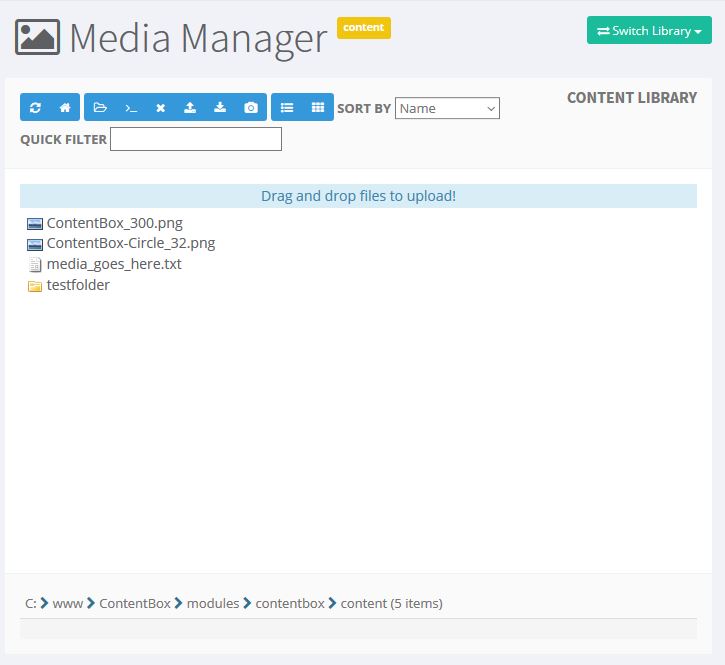 Media Manager content
Switch Library
SORT BY Name
CONTENT LIBRARY
QUICK FILTER
Drag and drop files to upload!
ContentBox_300.png
ContentBox-Circle_32.png
media_goes_here.txt
testfolder
C: www ContentBox modules contentbox content (5 items)